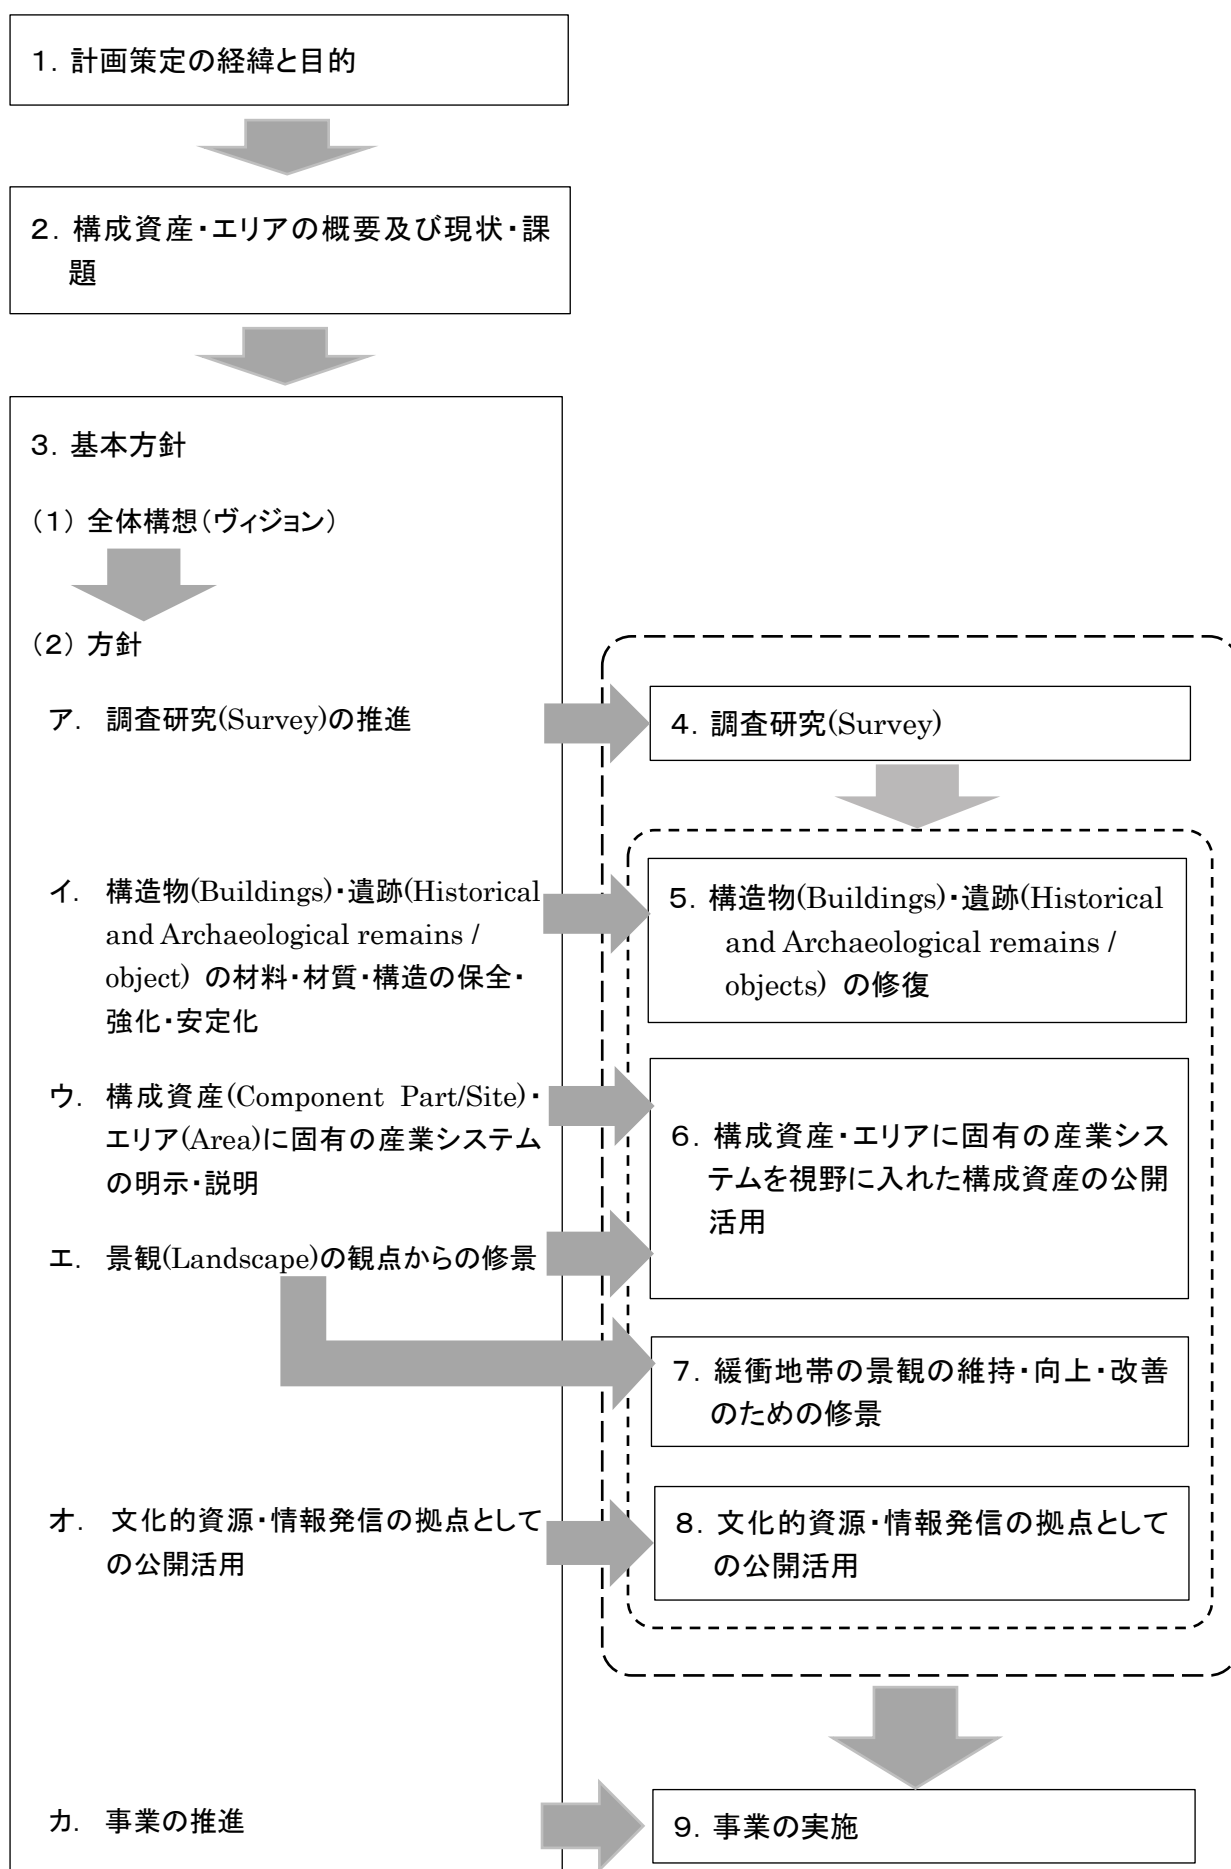 １．計画策定の経緯と目的
２．構成資産・エリアの概要及び現状・課
題
３．基本方針
（１）全体構想（ヴィジョン）
（２）方針
ア．　調査研究(Survey)の推進
イ．　構造物(Buildings)・遺跡(Historical
and Archaeological remains /
object) の材料・材質・構造の保全・
強化・安定化
ウ．　構成資産(Component Part/Site)・
エリア(Area)に固有の産業システム
の明示・説明
エ．　景観(Landscape)の観点からの修景
オ．　文化的資源・情報発信の拠点として
の公開活用
カ．　事業の推進
４．調査研究(Survey)
５．構造物(Buildings)・遺跡(Historical
and Archaeological remains /
objects) の修復
６．構成資産・エリアに固有の産業シス
テムを視野に入れた構成資産の公開
活用
７．緩衝地帯の景観の維持・向上・改善
のための修景
８．文化的資源・情報発信の拠点として
の公開活用
９．事業の実施